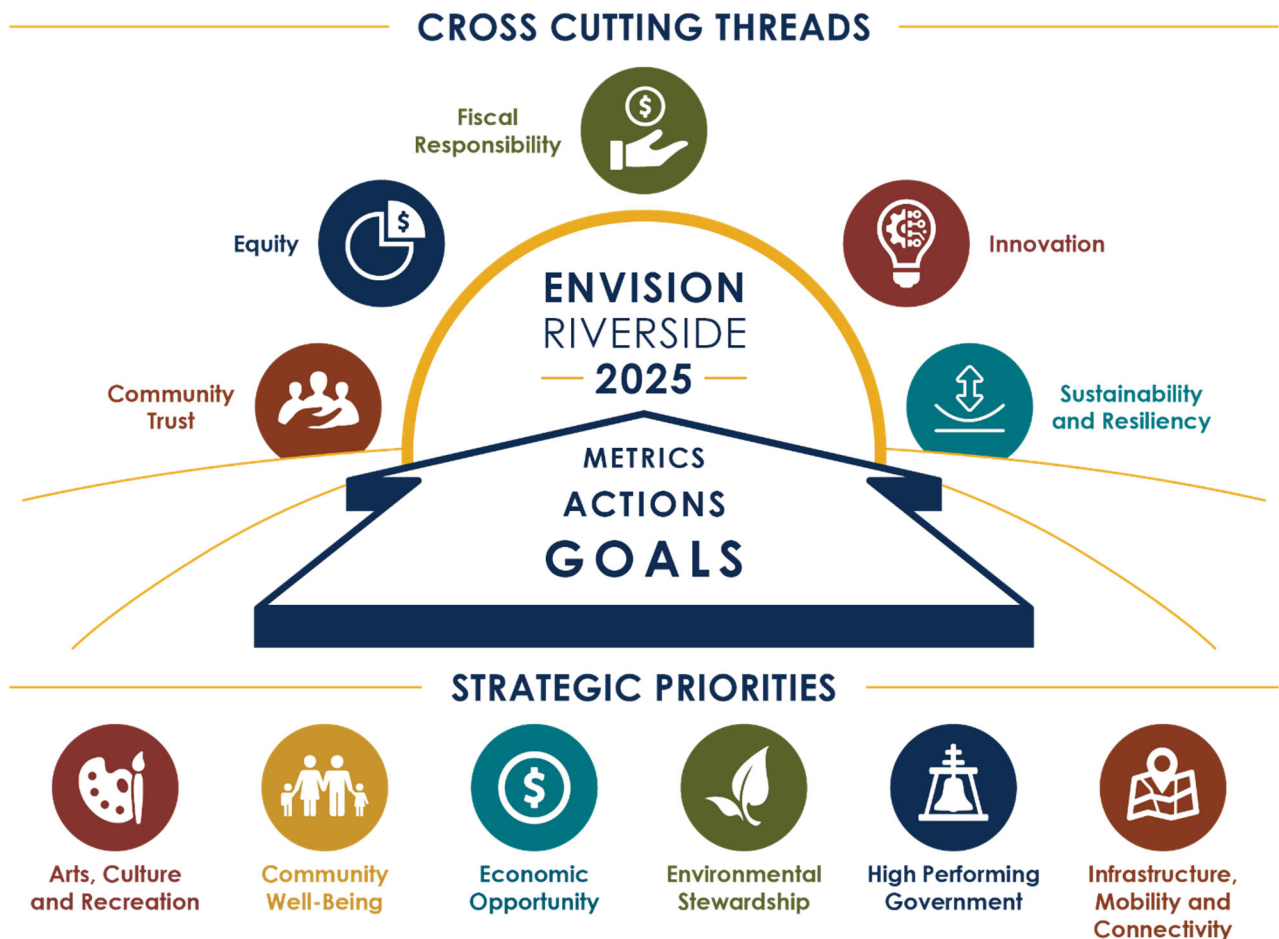 CROSS CUTTING THREADS
Fiscal
Responsibility
$
Equity
$
Innovation
Community
Trust
Sustainability
and Resiliency
ENVISION
RIVERSIDE
2025
METRICS
ACTIONS
GOALS
STRATEGIC PRIORITIES
$
Arts, Culture
and Recreation
Community
Well-Being
Economic
Opportunity
Environmental
Stewardship
High Performing
Government
Infrastructure,
Mobility and
Connectivity